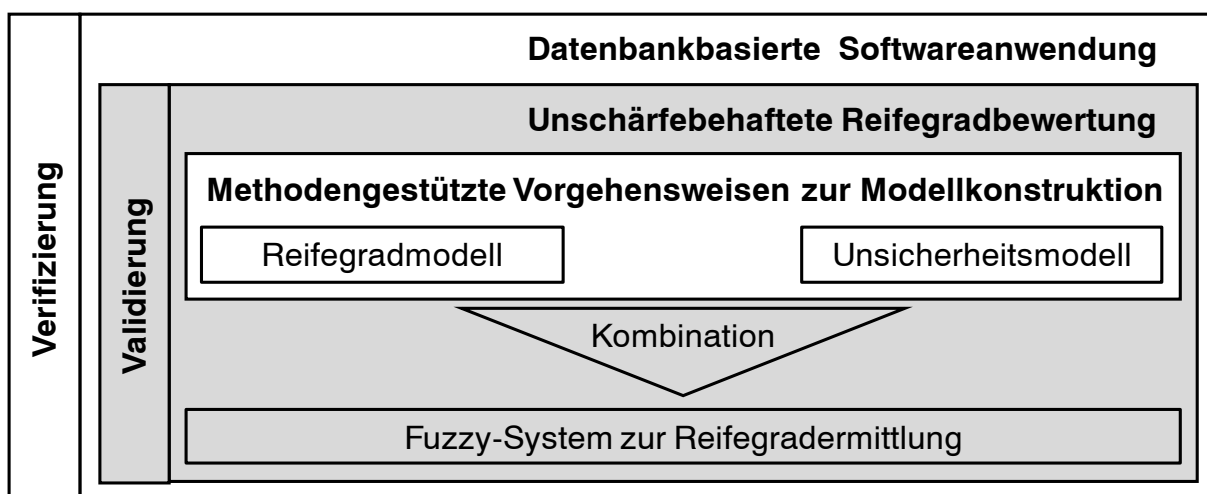 Datenbankbasierte Softwareanwendung
Unschärfebehaftete Reifegradbewertung
Methodengestützte Vorgehensweisen zur Modellkonstruktion
Reifegradmodell
Unsicherheitsmodell
Kombination
Fuzzy-System zur Reifegradermittlung
Verifizierung
Validierung